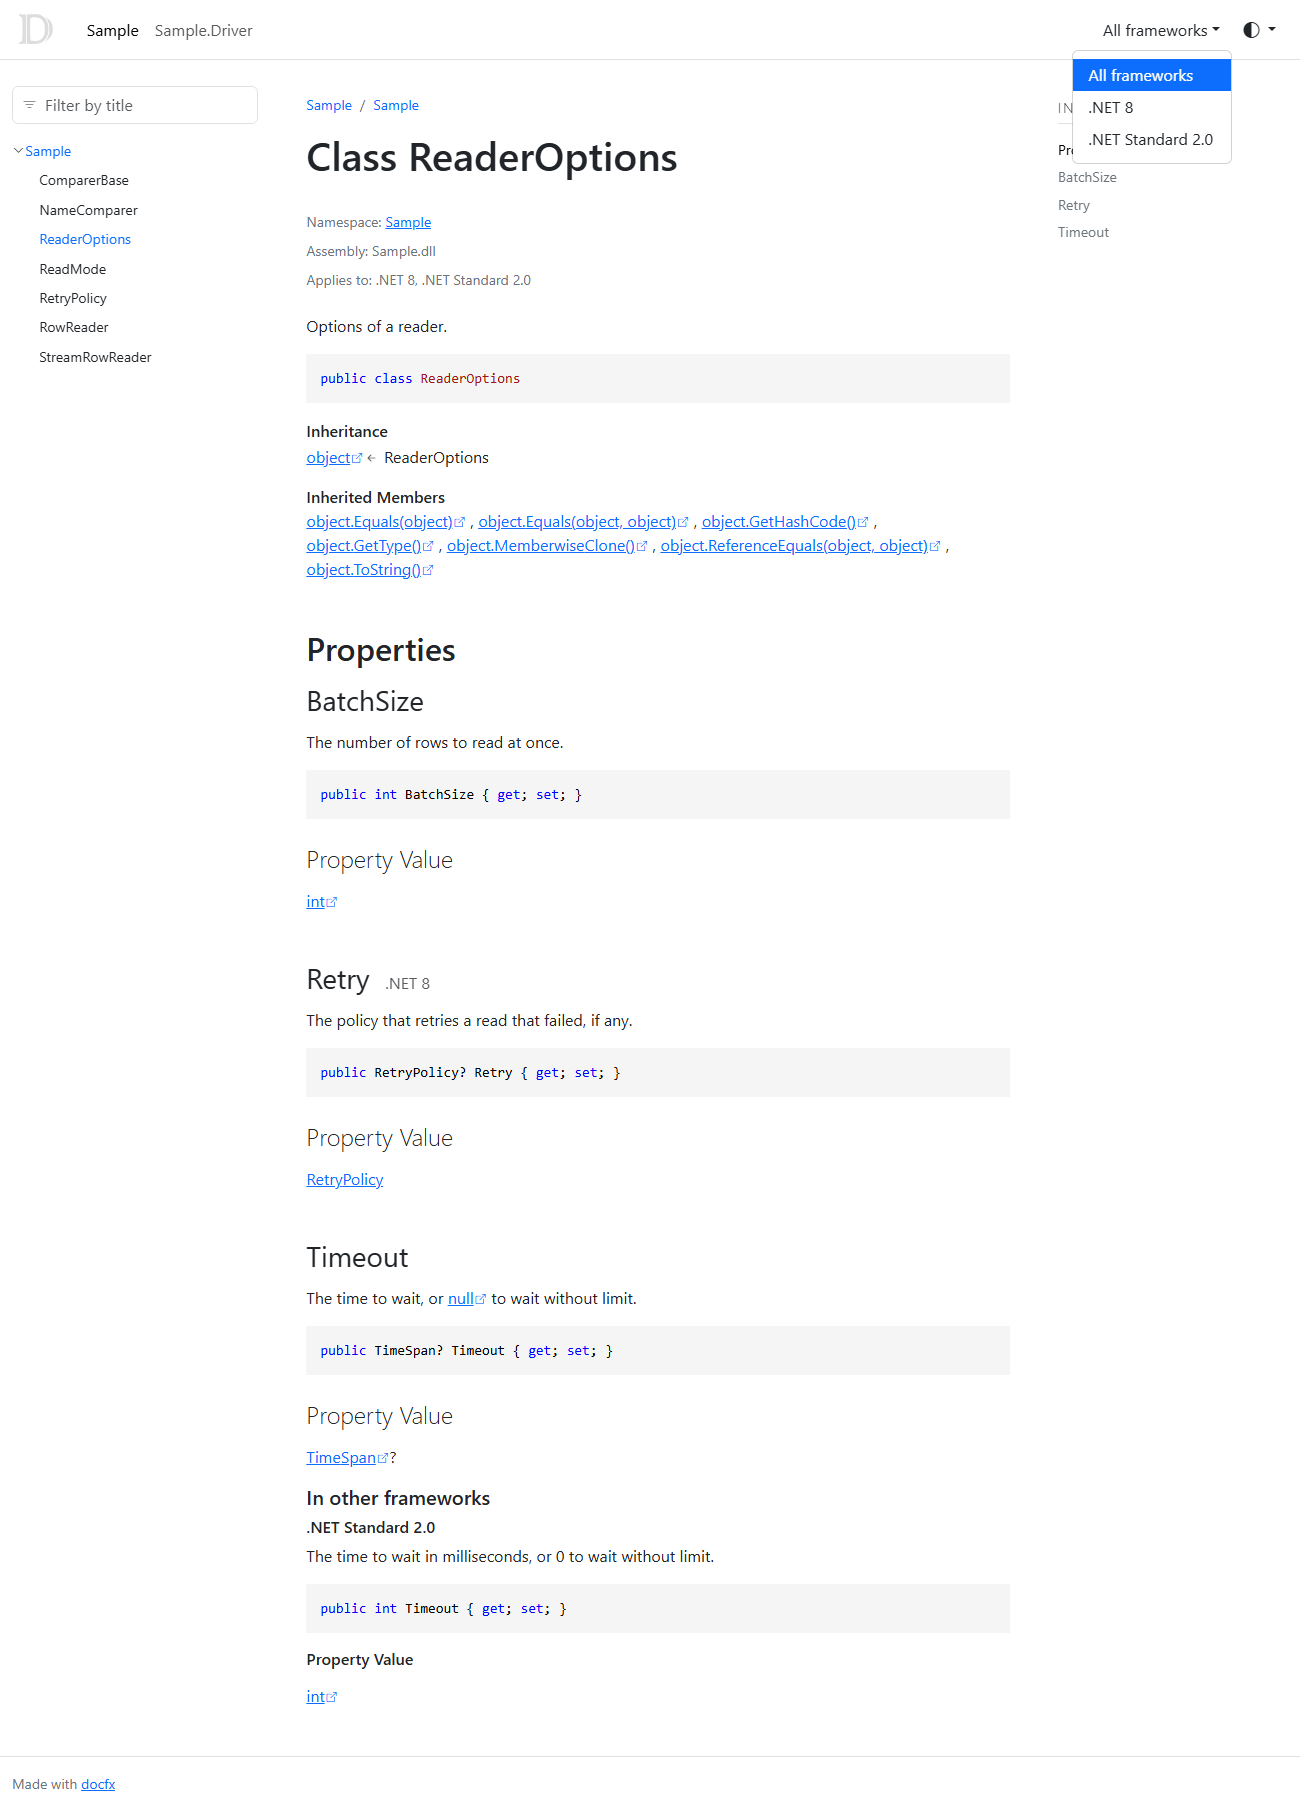 Sample Sample.Driver All frameworks
All frameworks
.NET 8
.NET Standard 2.0
Filter by title
Sample
ComparerBase
NameComparer
ReaderOptions
ReadMode
RetryPolicy
RowReader
StreamRowReader
Sample / Sample
Class ReaderOptions
Namespace: Sample
Assembly: Sample.dll
Applies to: .NET 8, .NET Standard 2.0
Options of a reader.
public class ReaderOptions
Inheritance
object ← ReaderOptions
Inherited Members
object.Equals(object) , object.Equals(object, object) , object.GetHashCode() ,
object.GetType() , object.MemberwiseClone() , object.ReferenceEquals(object, object) ,
object.ToString()
Properties
BatchSize
The number of rows to read at once.
public int BatchSize { get; set; }
Property Value
int
Retry .NET 8
The policy that retries a read that failed, if any.
public RetryPolicy? Retry { get; set; }
Property Value
RetryPolicy
Timeout
The time to wait, or null to wait without limit.
public TimeSpan? Timeout { get; set; }
Property Value
TimeSpan?
In other frameworks
.NET Standard 2.0
The time to wait in milliseconds, or 0 to wait without limit.
public int Timeout { get; set; }
Property Value
int
BatchSize
Retry
Timeout
Made with docfx